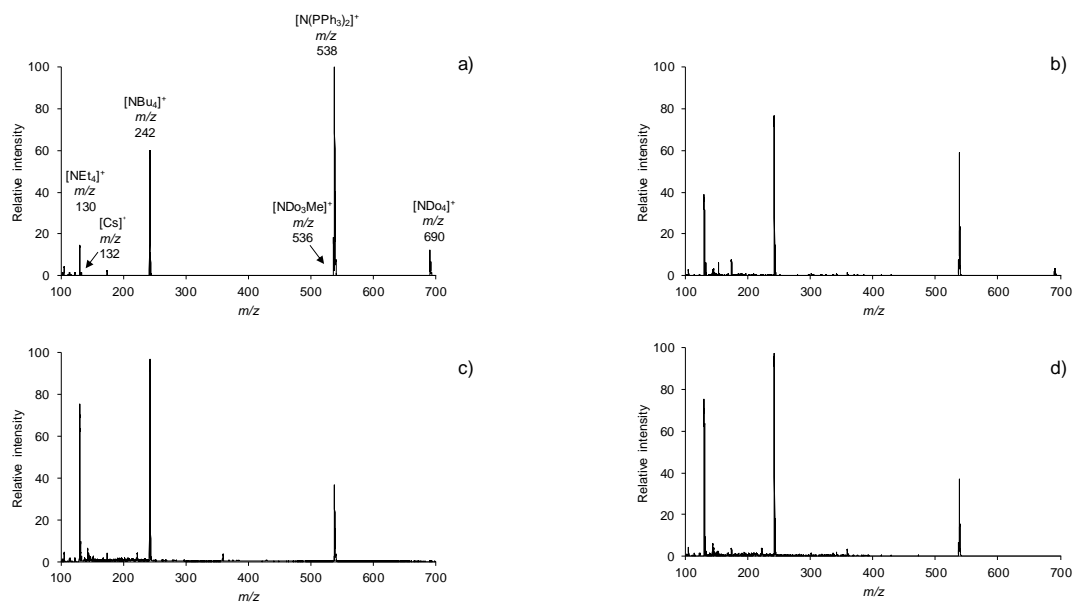 a)
Relative intensity
100
80
60
40
20
0
[NEt₄]⁺
m/z
130
[Cs]⁺
m/z
132
[NBu₄]⁺
m/z
242
[N(PPh₃)₂]⁺
m/z
538
[NDo₃Me]⁺
m/z
536
[NDo₄]⁺
m/z
690
100 200 300 400 500 600 700
m/z
b)
Relative intensity
100
80
60
40
20
0
100 200 300 400 500 600 700
m/z
c)
Relative intensity
100
80
60
40
20
0
100 200 300 400 500 600 700
m/z
d)
Relative intensity
100
80
60
40
20
0
100 200 300 400 500 600 700
m/z